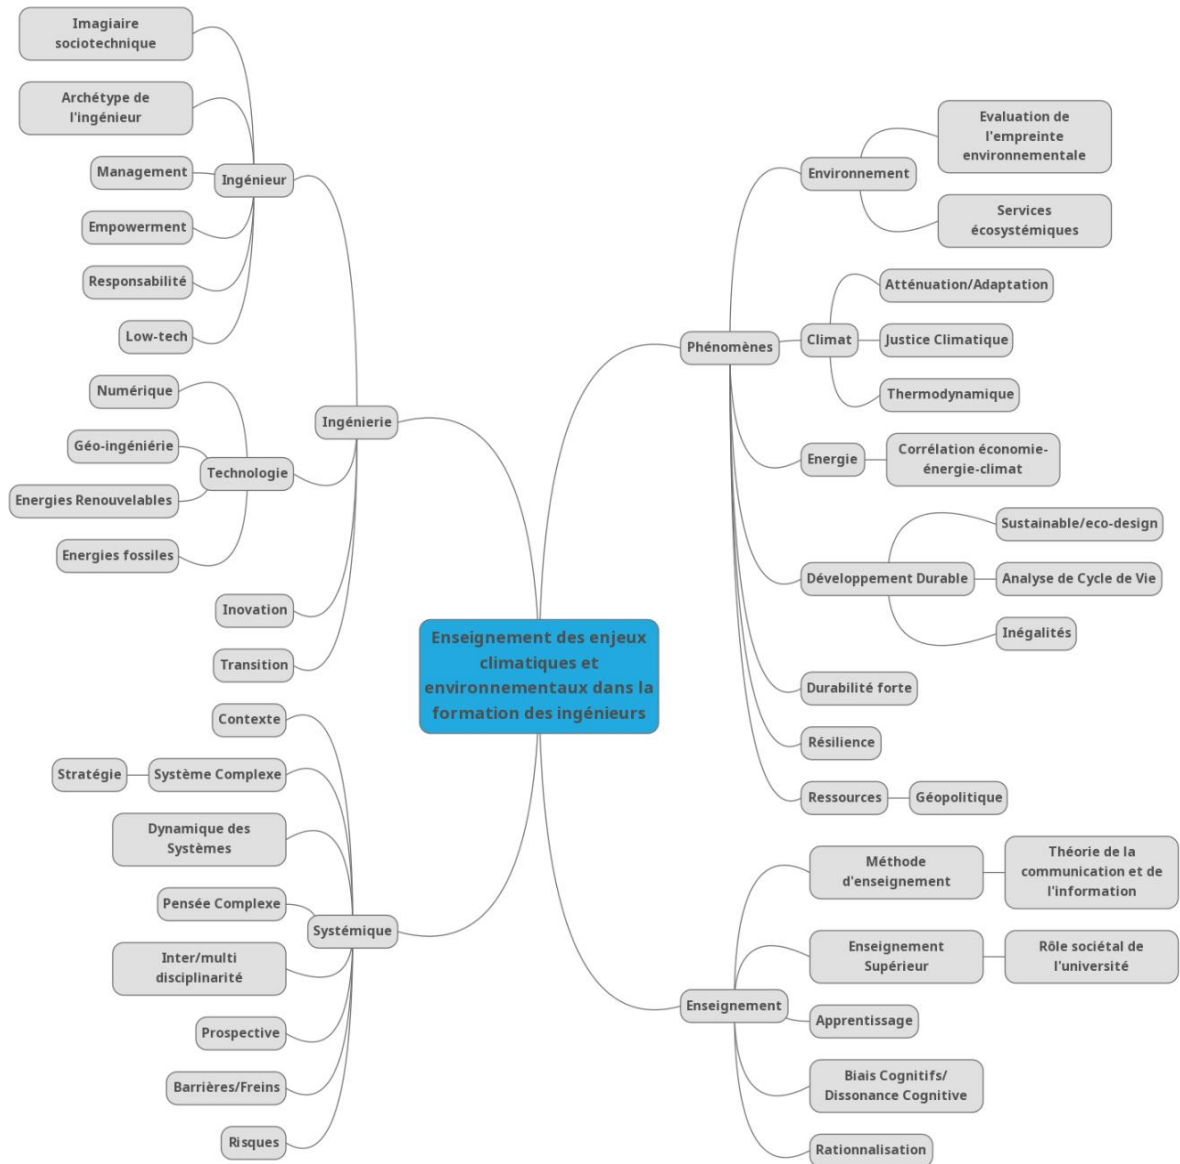 Enseignement des enjeux
climatiques et
environnementaux dans la
formation des ingénieurs
Ingénierie
Ingénieur
Imagiaire
sociotechnique
Archétype de
l'ingénieur
Management
Empowerment
Responsabilité
Low-tech
Technologie
Numérique
Géo-ingéniérie
Energies Renouvelables
Energies fossiles
Inovation
Transition
Systémique
Contexte
Système Complexe
Stratégie
Dynamique des
Systèmes
Pensée Complexe
Inter/multi
disciplinarité
Prospective
Barrières/Freins
Risques
Phénomènes
Environnement
Evaluation de
l'empreinte
environnementale
Services
écosystémiques
Climat
Atténuation/Adaptation
Justice Climatique
Thermodynamique
Energie
Corrélation économie-
énergie-climat
Développement Durable
Sustainable/eco-design
Analyse de Cycle de Vie
Inégalités
Durabilité forte
Résilience
Ressources
Géopolitique
Enseignement
Méthode
d'enseignement
Théorie de la
communication et de
l'information
Enseignement
Supérieur
Rôle sociétal de
l'université
Apprentissage
Biais Cognitifs/
Dissonance Cognitive
Rationnalisation